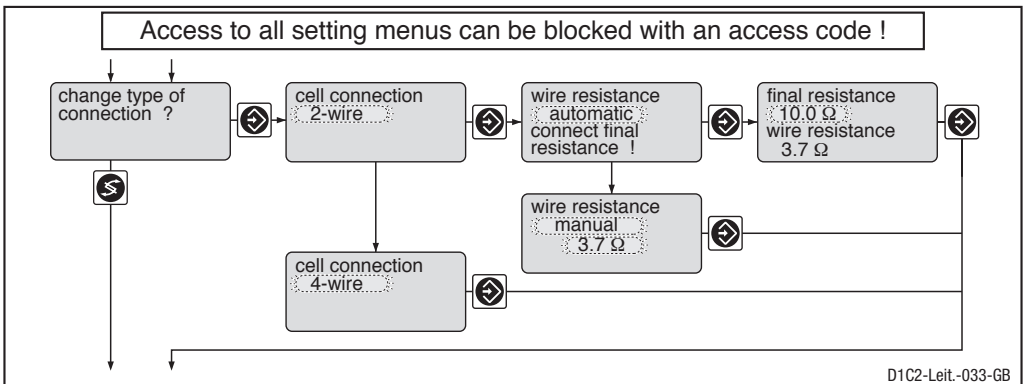 Access to all setting menus can be blocked with an access code !
change type of
connection ?
cell connection
2-wire
wire resistance
automatic
connect final
resistance !
final resistance
10.0 Ω
wire resistance
3.7 Ω
wire resistance
manual
3.7 Ω
cell connection
4-wire
D1C2-Leit.-033-GB